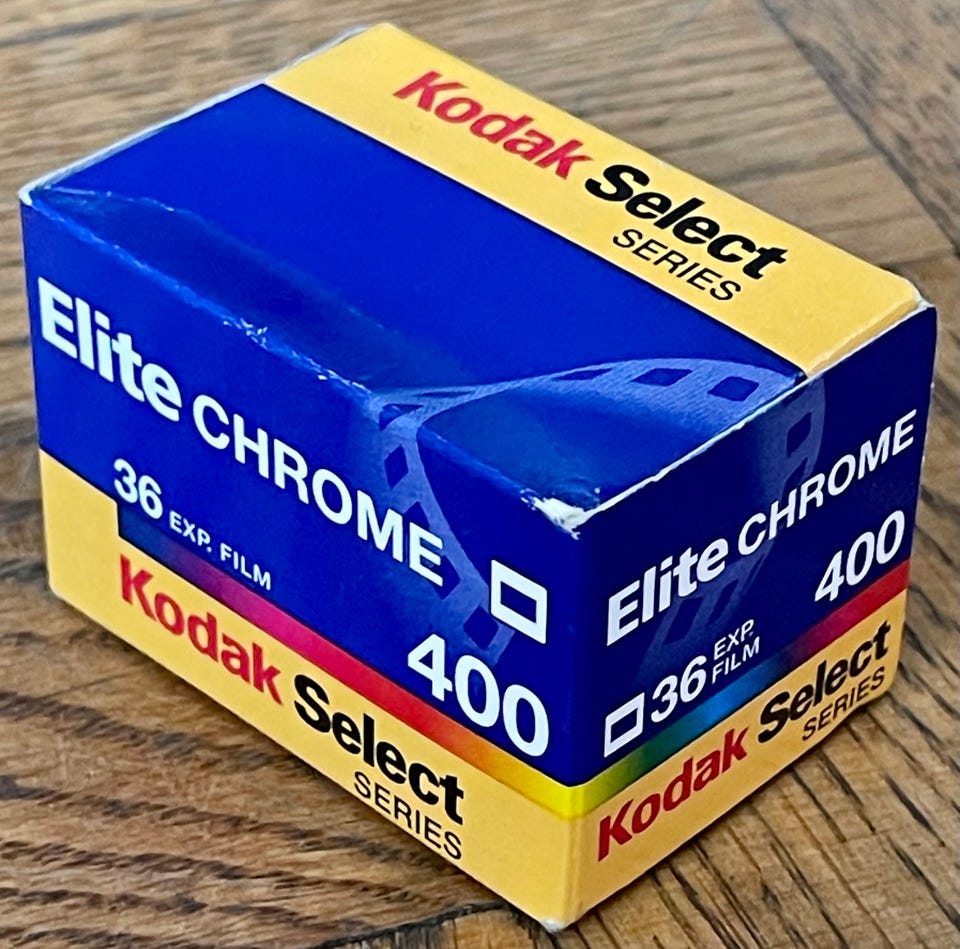 Kodak Select
SERIES
Elite CHROME
36 EXP. FILM
400
Kodak Select
SERIES
Elite CHROME
400
36 EXP.
FILM
Kodak Select
SERIES